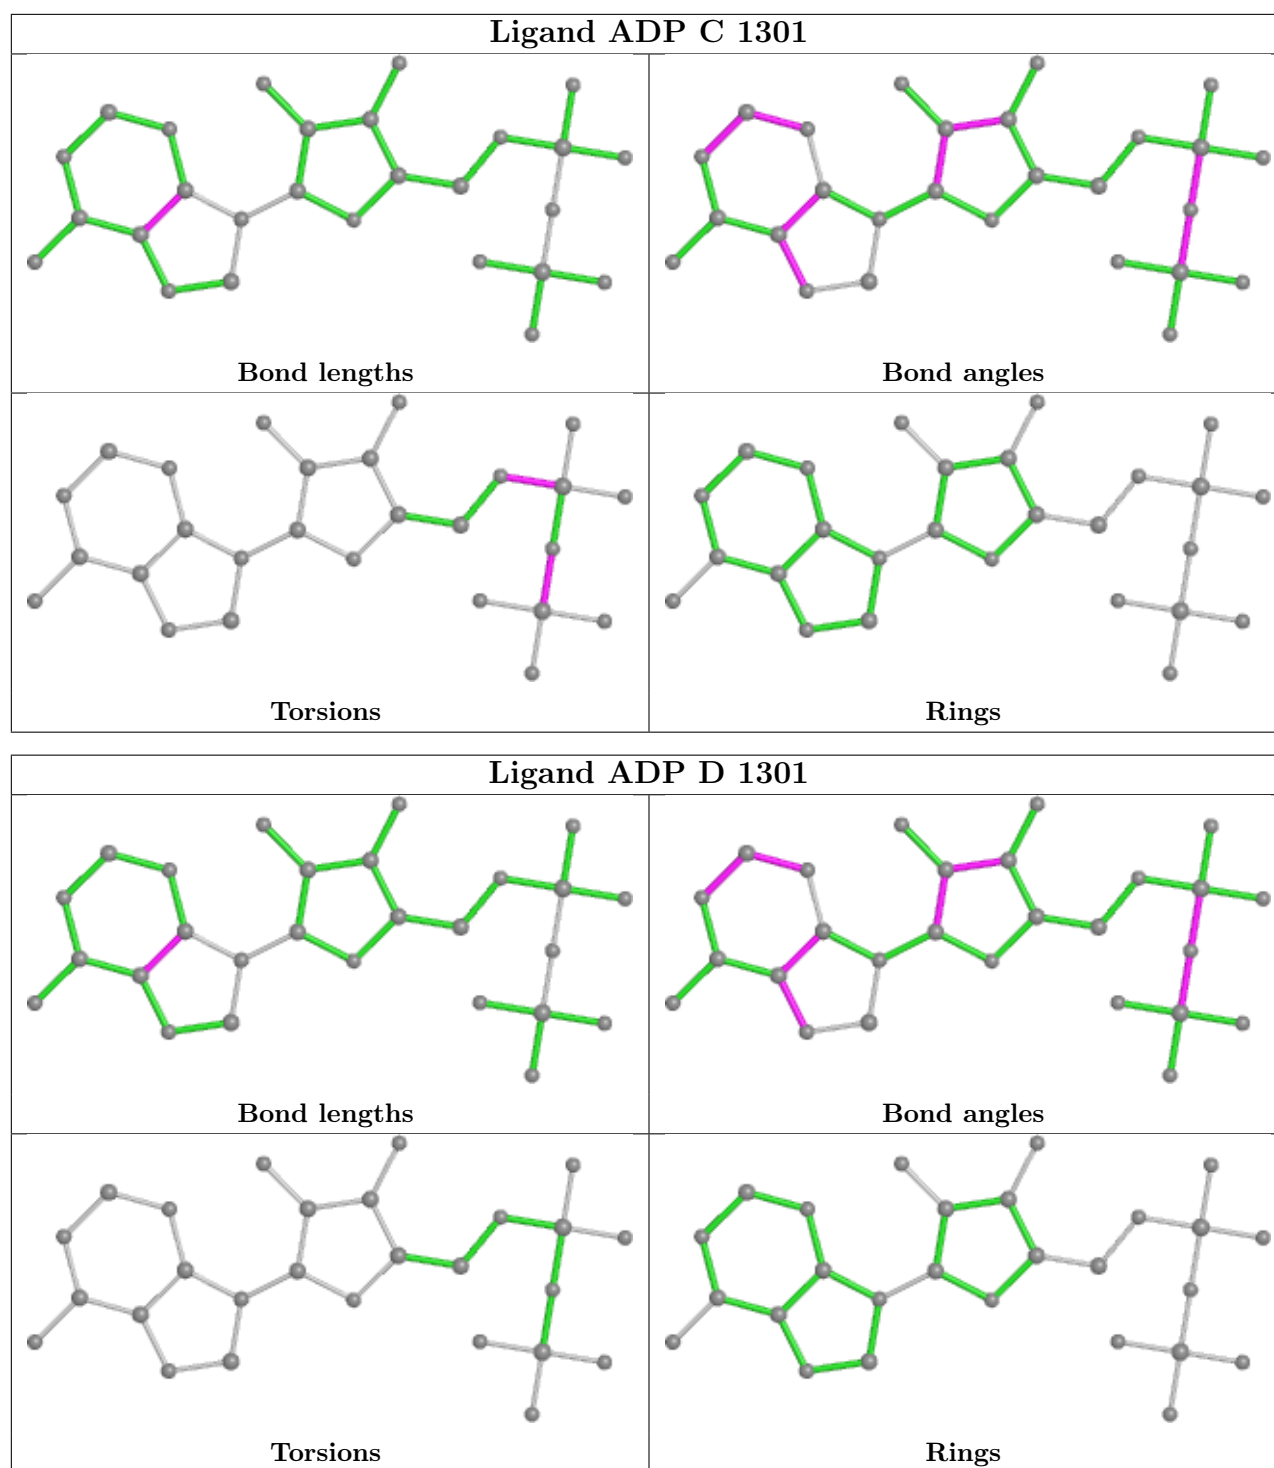 Ligand ADP C 1301
Bond lengths
Bond angles
Torsions
Rings
Ligand ADP D 1301
Bond lengths
Bond angles
Torsions
Rings